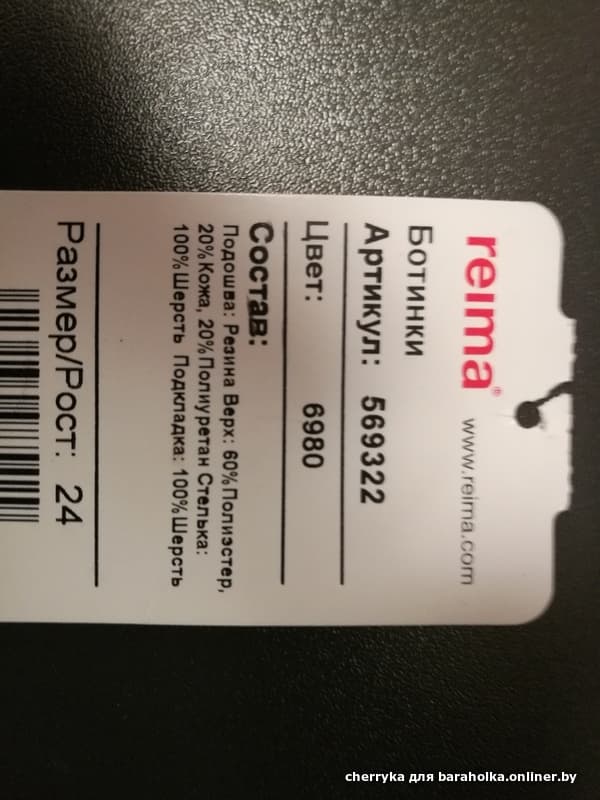 reima® www.reima.com
Ботинки
Артикул: 569322
Цвет: 6980
Состав:
Подошва: Резина Верх: 60%Полиэстер,
20%Кожа, 20%Полиуретан Стелька:
100%Шерсть Подкладка: 100%Шерсть
Размер/Рост: 24
cherryka для baraholka.onliner.by